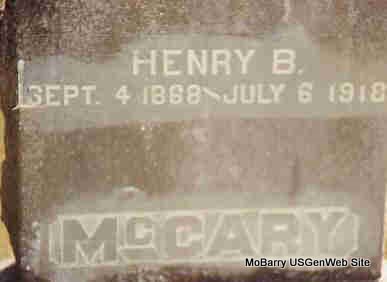 HENRY B.
SEPT. 4 1868~JULY 6 1918
McCARY
MoBarry USGenWeb Site